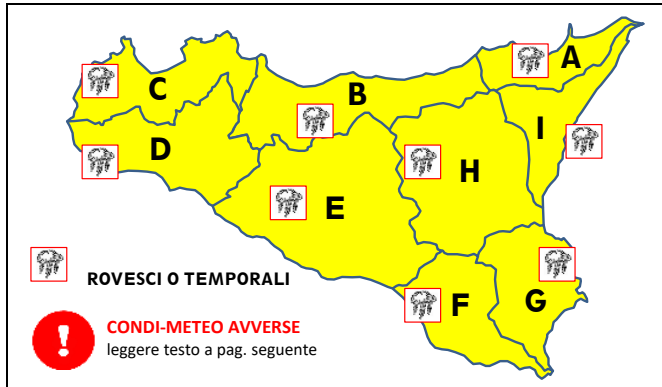 A
B
C
I
D
H
E
F
G
ROVESCI O TEMPORALI
!
CONDI-METEO AVVERSE
leggere testo a pag. seguente